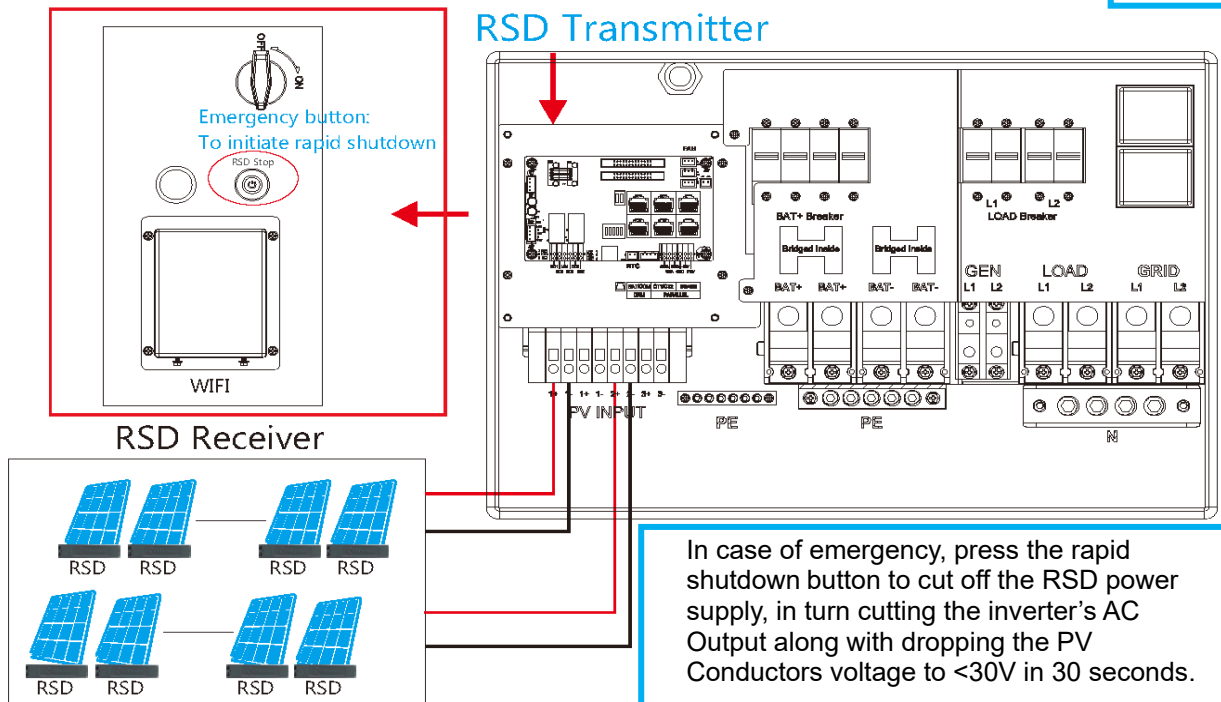 RSD Transmitter
OFF
ON
Emergency button:
To initiate rapid shutdown
RSD Stop
WIFI
NTC
PARALLEL
BAT+ Breaker
Bridged Inside
Bridged Inside
BAT+
BAT+
BAT-
BAT-
L1
L2
LOAD Breaker
GEN
L1
L2
LOAD
L1
L2
GRID
L1
L2
1+
1-
1+
1-
2+
2-
3+
3-
PV INPUT
PE
PE
N
RSD Receiver
RSD
RSD
RSD
RSD
RSD
RSD
RSD
RSD
In case of emergency, press the rapid
shutdown button to cut off the RSD power
supply, in turn cutting the inverter’s AC
Output along with dropping the PV
Conductors voltage to <30V in 30 seconds.